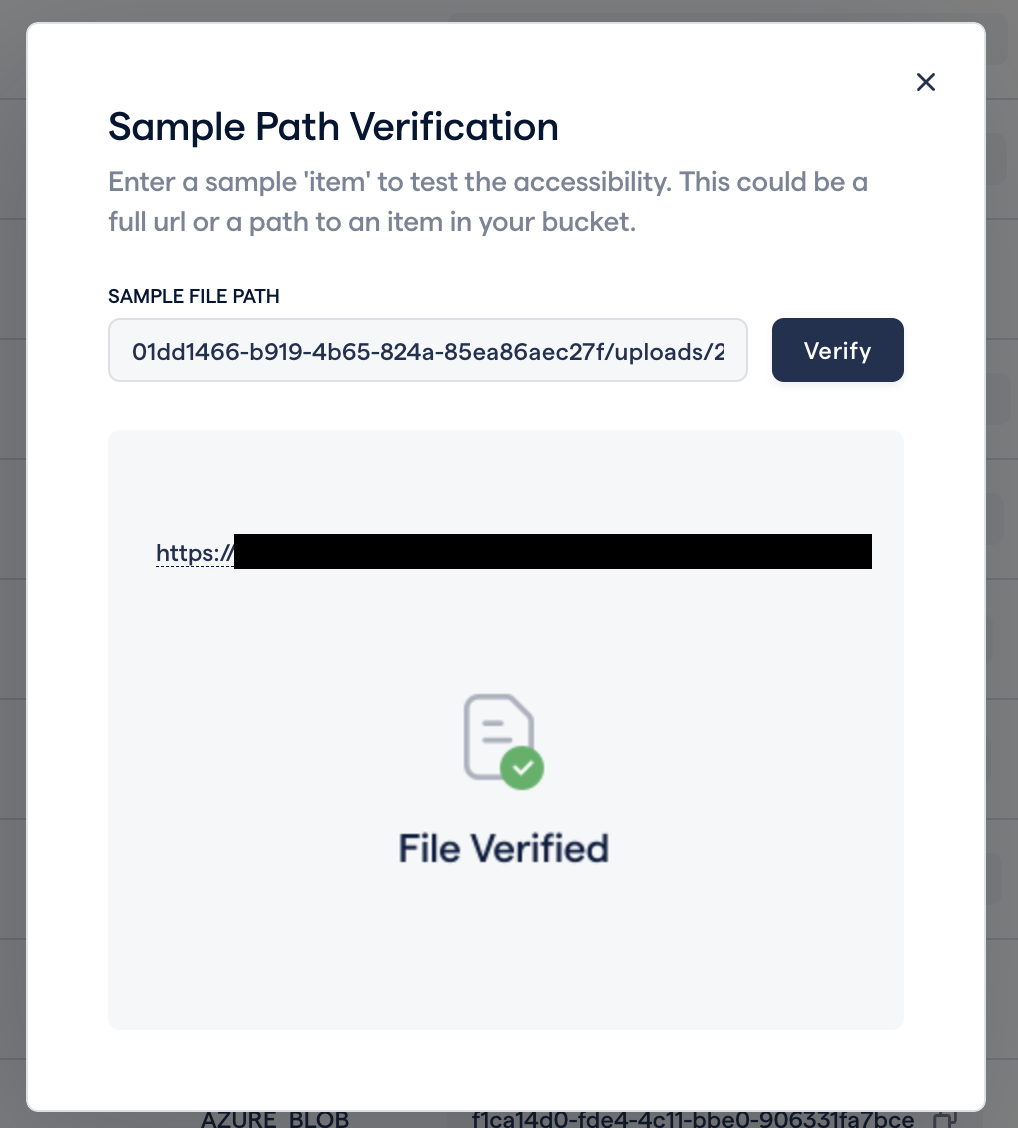 Sample Path Verification
Enter a sample 'item' to test the accessibility. This could be a
full url or a path to an item in your bucket.
SAMPLE FILE PATH
01dd1466-b919-4b65-824a-85ea86aec27f/uploads/2
Verify
https://
File Verified
AZURE_BLOB f1ca14d0-fde4-4c11-bbe0-906331fa7bce